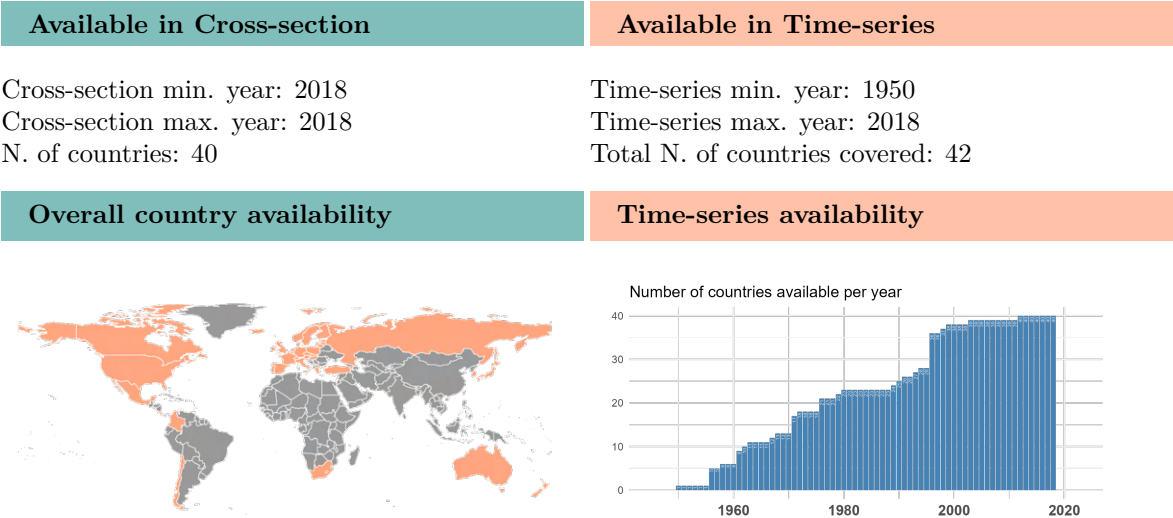 Available in Cross-section
Available in Time-series
Cross-section min. year: 2018
Cross-section max. year: 2018
N. of countries: 40
Time-series min. year: 1950
Time-series max. year: 2018
Total N. of countries covered: 42
Overall country availability
Time-series availability
Number of countries available per year
40
30
20
10
0
1960
1980
2000
2020